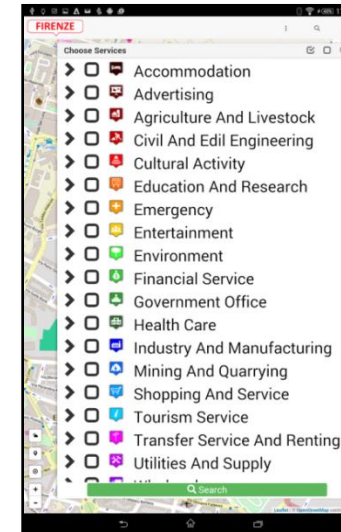 FIRENZE
Choose Services
Accommodation
Advertising
Agriculture And Livestock
Civil And Edil Engineering
Cultural Activity
Education And Research
Emergency
Entertainment
Environment
Financial Service
Government Office
Health Care
Industry And Manufacturing
Mining And Quarrying
Shopping And Service
Tourism Service
Transfer Service And Renting
Utilities And Supply
Search